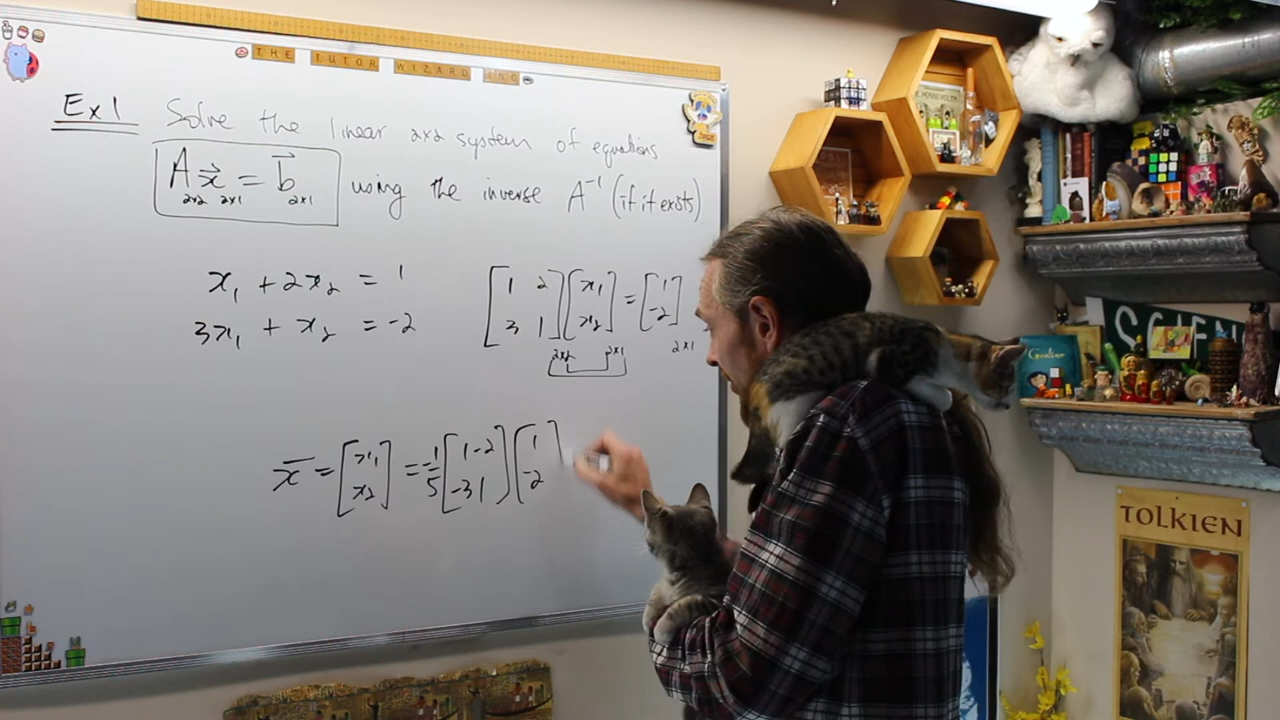 THE TUTOR WIZARD INC
Ex1 Solve the linear 2x2 system of equations
Ax⃗ = b⃗ using the inverse A⁻¹ (if it exists)
2x2 2x1 2x1
x₁ + 2x₂ = 1
3x₁ + x₂ = -2
[1 2; 3 1] [x₁; x₂] = [1; -2]
2x2 2x1 2x1
x̄ = [x₁; x₂] = -1/5 [1 -2; -3 1] [1; -2]
SCIEN
TOLKIEN